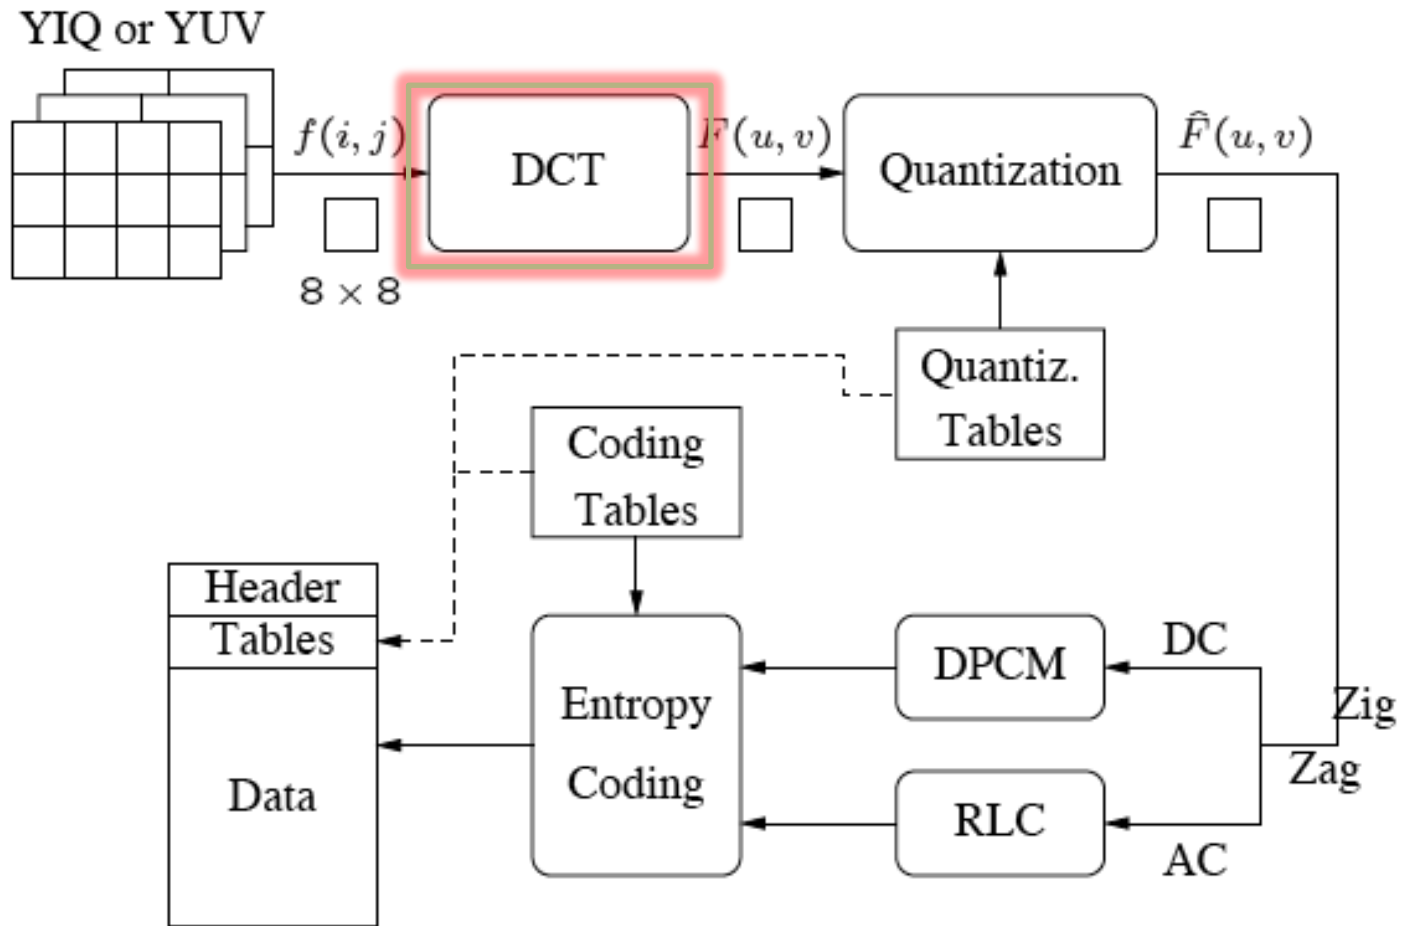 YIQ or YUV
f(i, j)
DCT
F(u, v)
Quantization
F̂(u, v)
8 × 8
Quantiz.
Tables
Coding
Tables
Header
Tables
Data
Entropy
Coding
DPCM
DC
RLC
AC
Zig
Zag